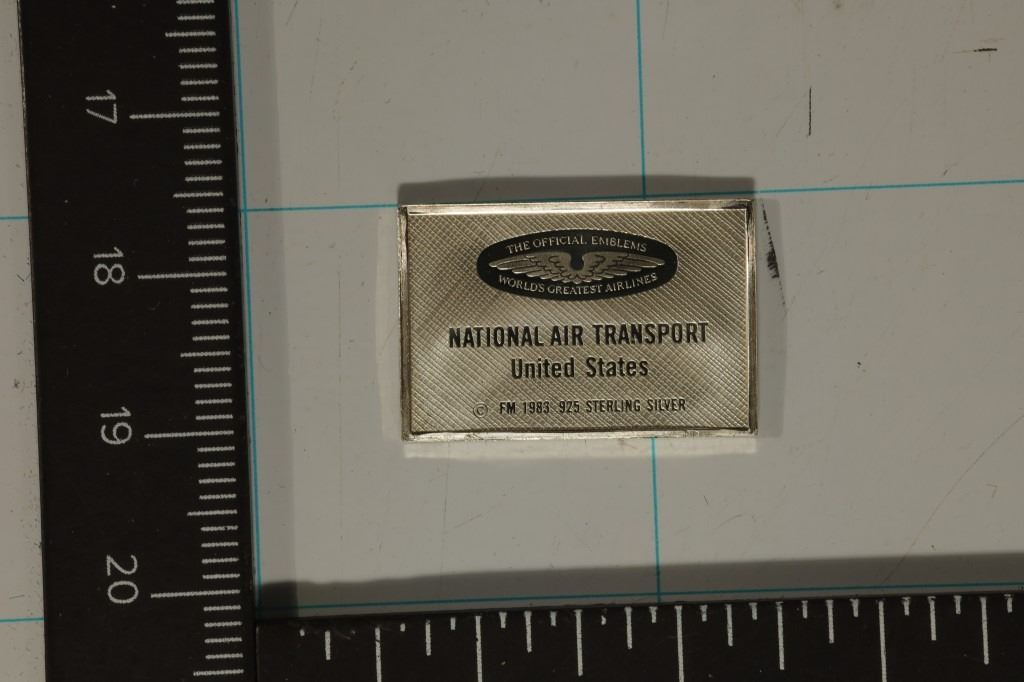 17
18
19
20
THE OFFICIAL EMBLEMS
WORLD'S GREATEST AIRLINES
NATIONAL AIR TRANSPORT
United States
© FM 1983 925 STERLING SILVER